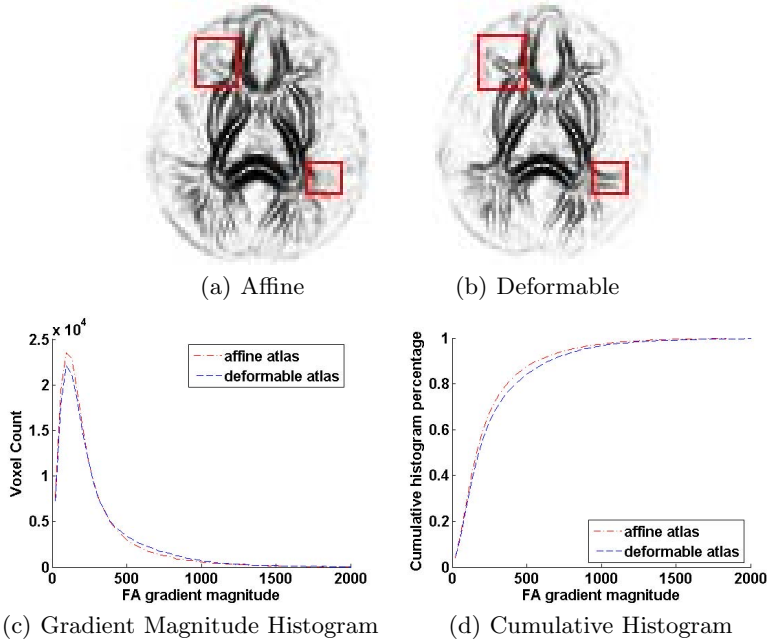 (a) Affine
(b) Deformable
x 10^4
2.5
2
1.5
1
0.5
0
Voxel Count
affine atlas
deformable atlas
0 500 1000 1500 2000
FA gradient magnitude
(c) Gradient Magnitude Histogram
1
0.8
0.6
0.4
0.2
0
Cumulative histogram percentage
affine atlas
deformable atlas
0 500 1000 1500 2000
FA gradient magnitude
(d) Cumulative Histogram